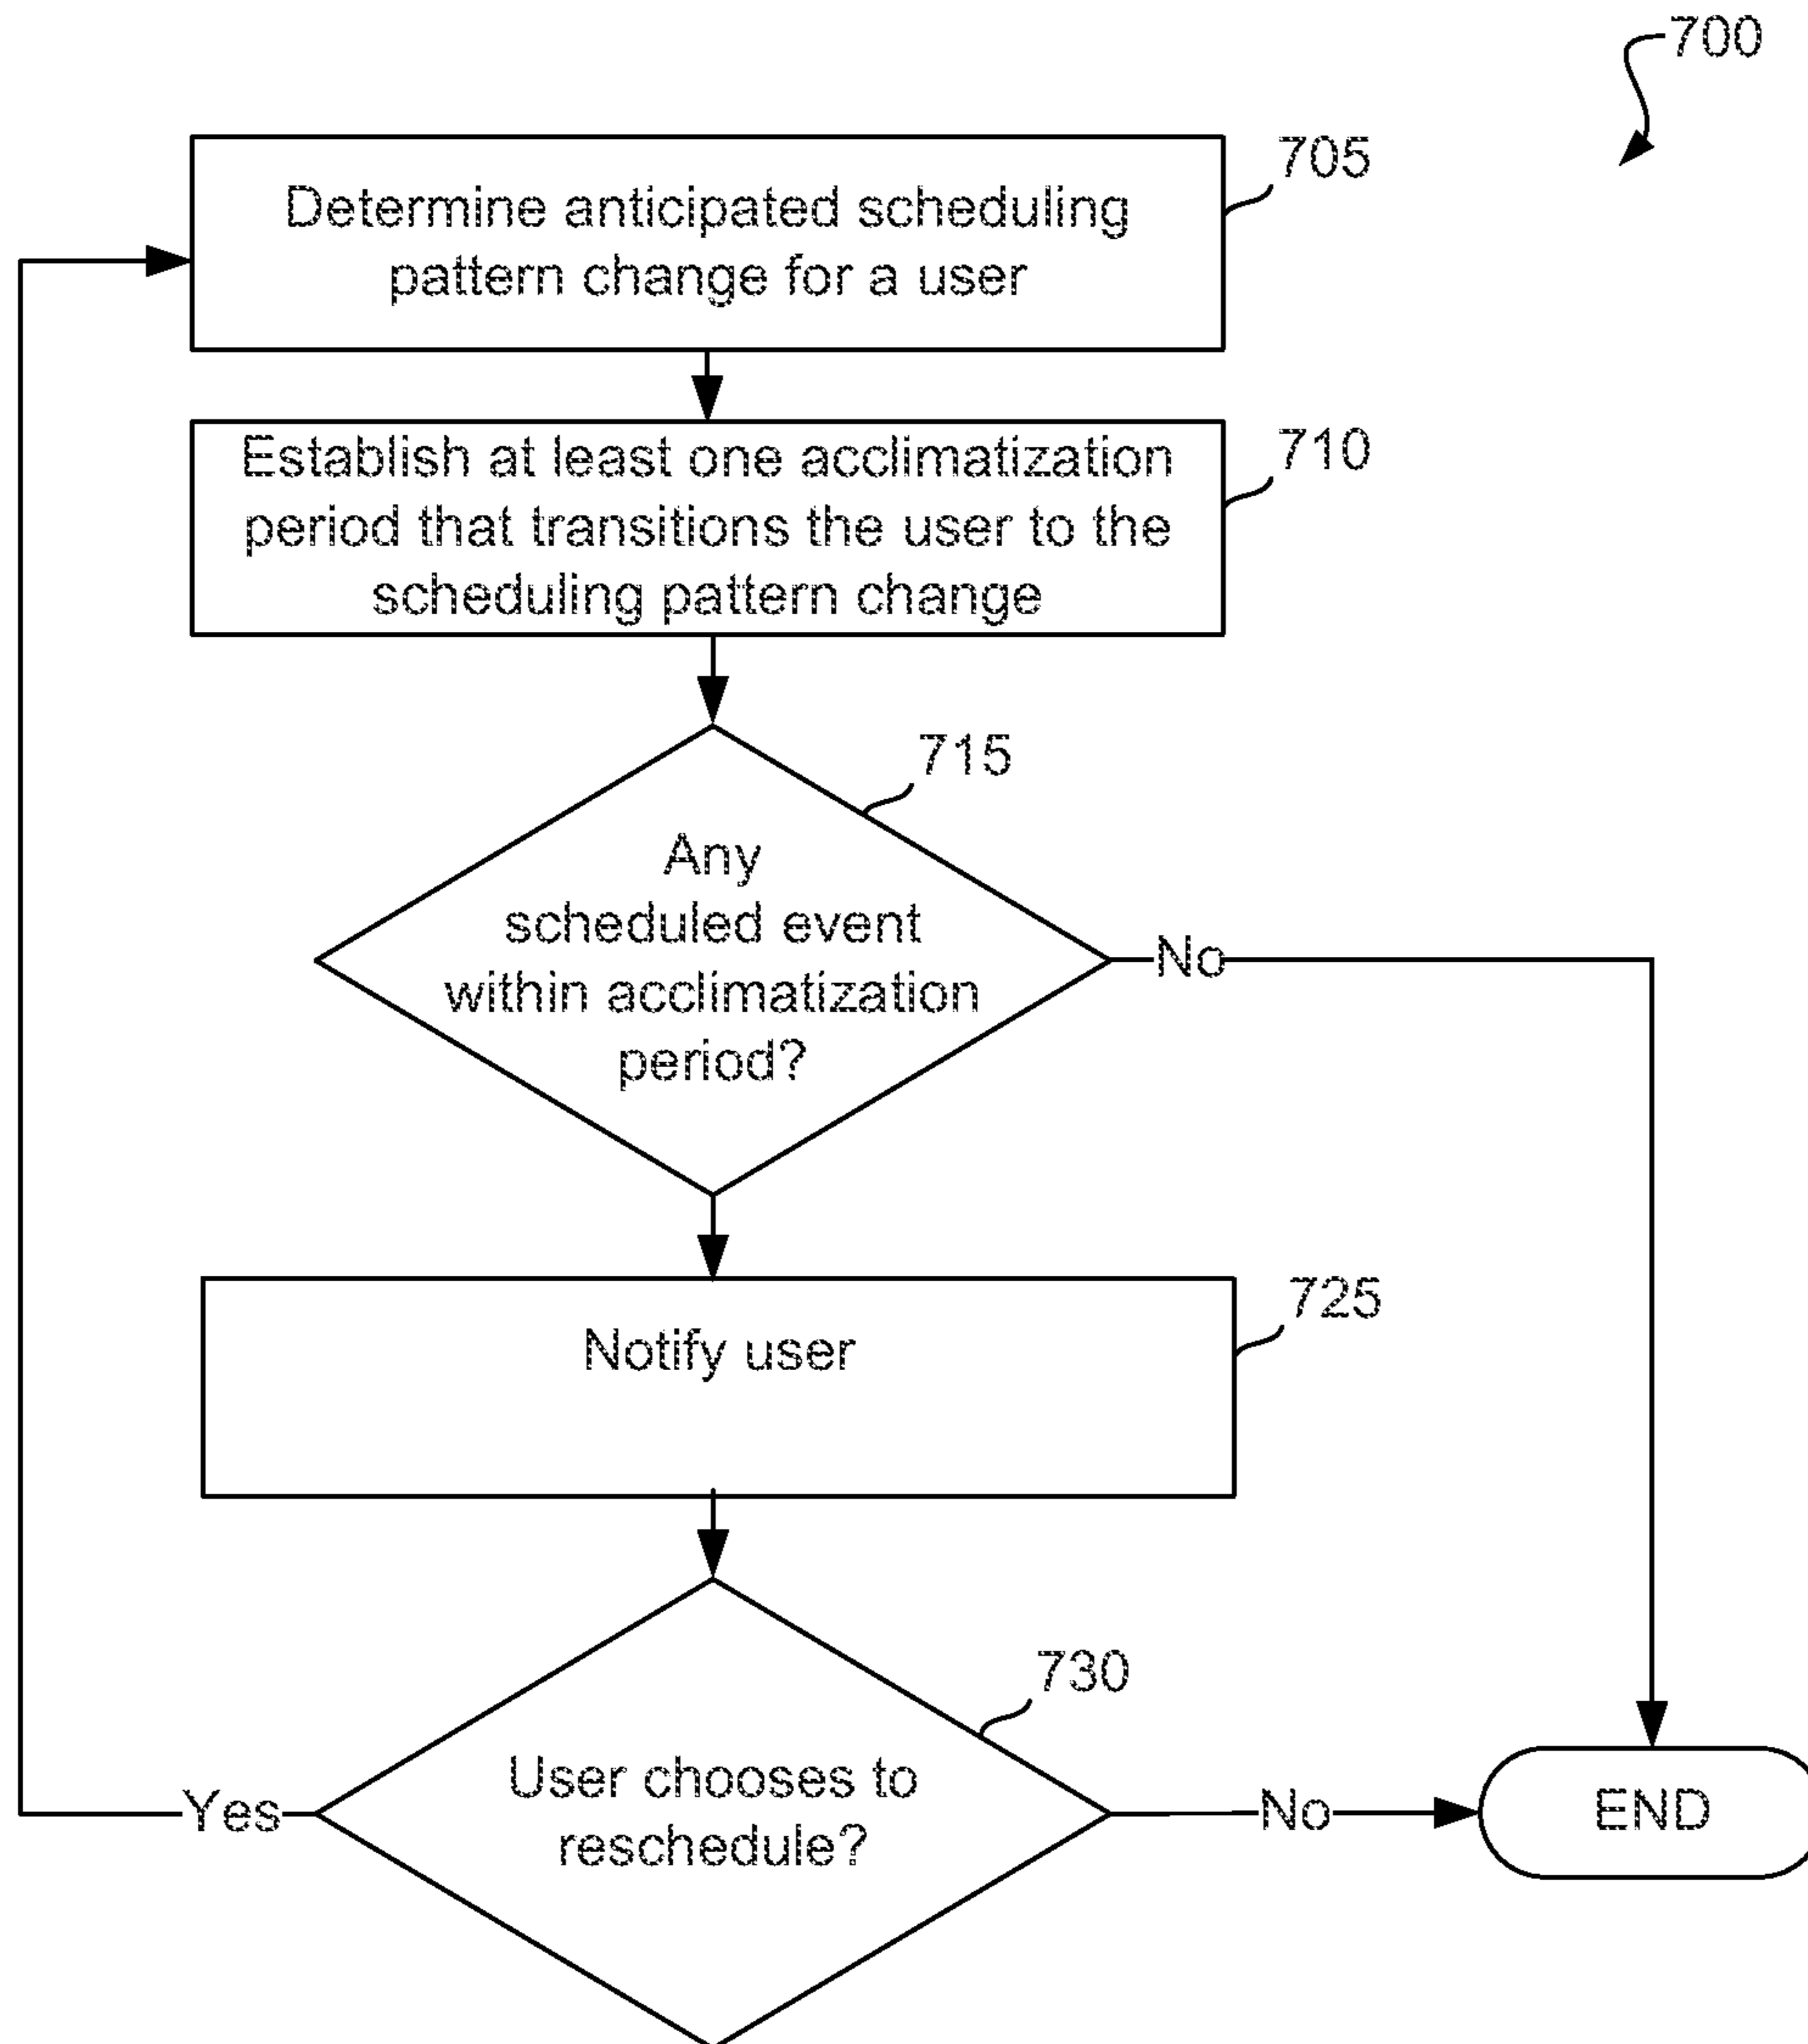 700
705
Determine anticipated scheduling
pattern change for a user
710
Establish at least one acclimatization
period that transitions the user to the
scheduling pattern change
715
Any
scheduled event
within acclimatization
period?
No
725
Notify user
730
User chooses to
reschedule?
Yes
No
END